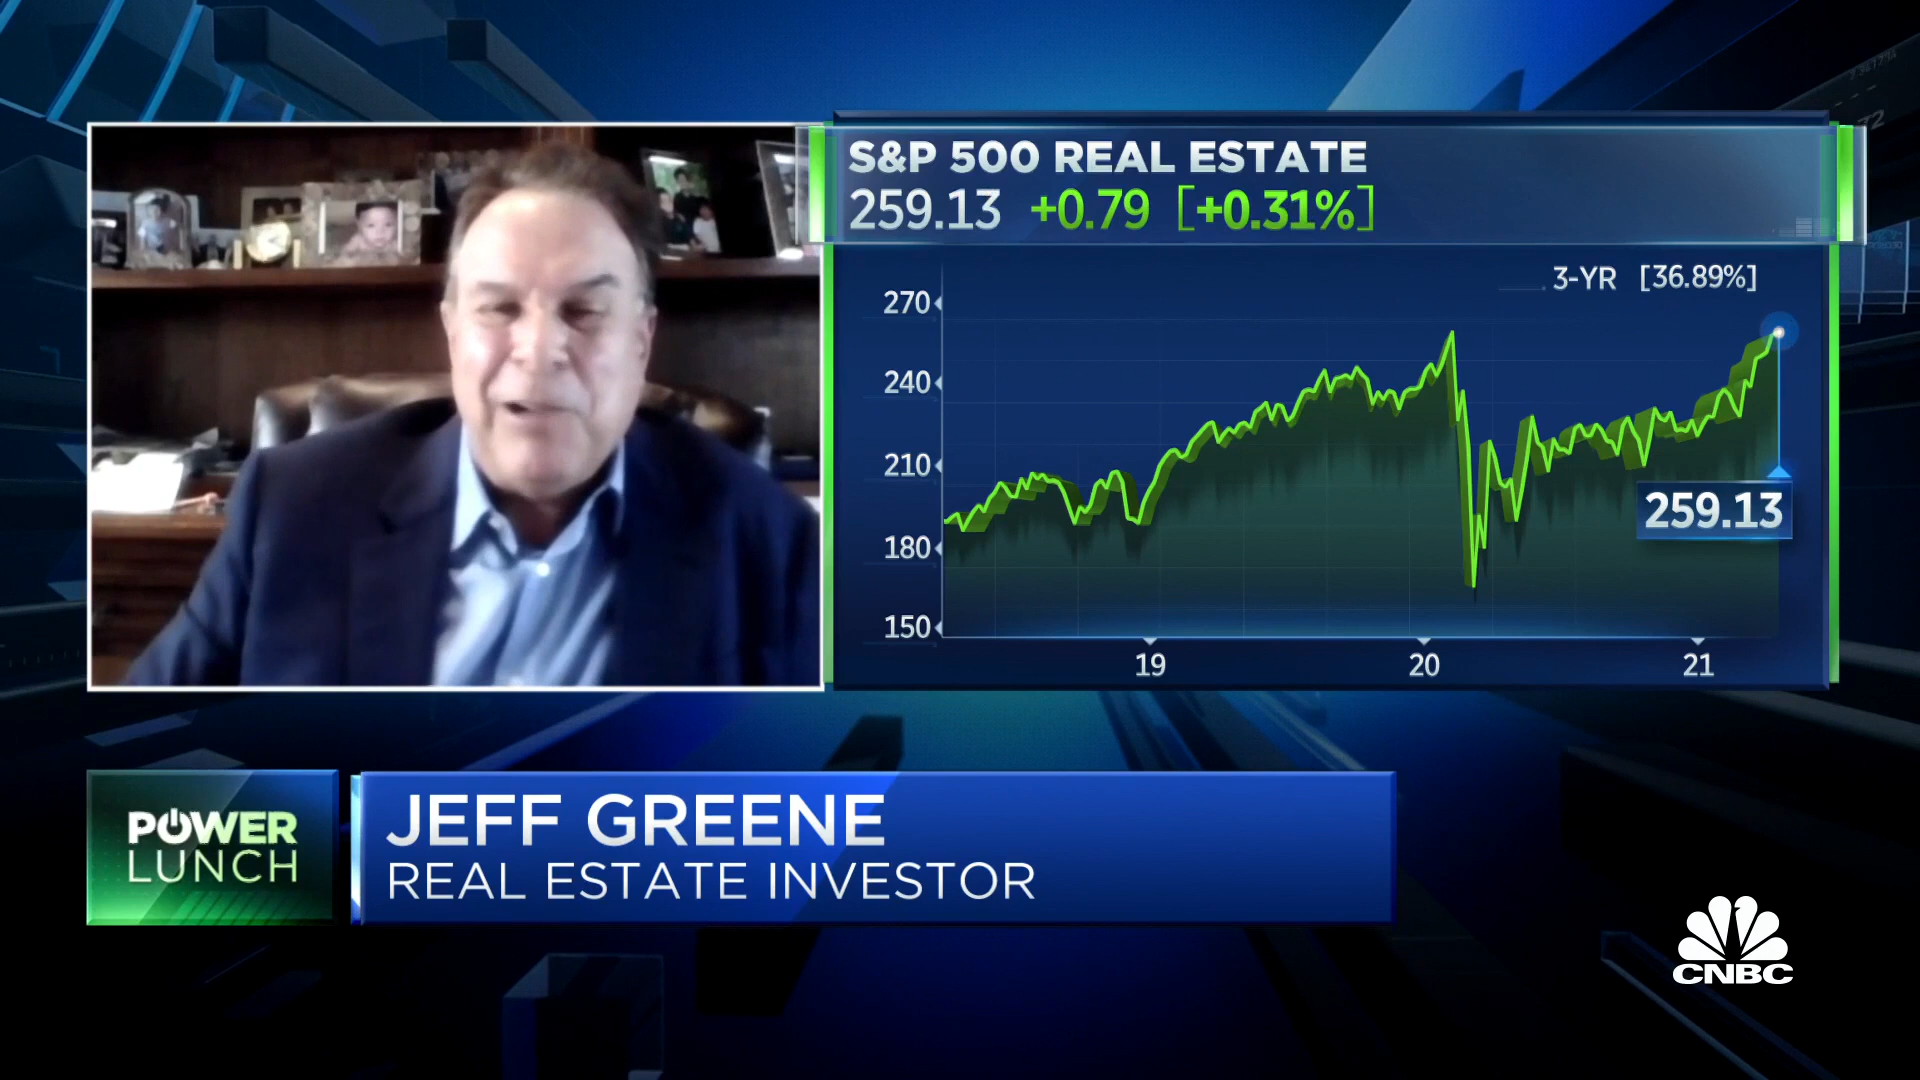 S&P 500 REAL ESTATE
259.13 +0.79 [+0.31%]
3-YR [36.89%]
270
240
210
180
150
259.13
19 20 21
POWER
LUNCH
JEFF GREENE
REAL ESTATE INVESTOR
CNBC